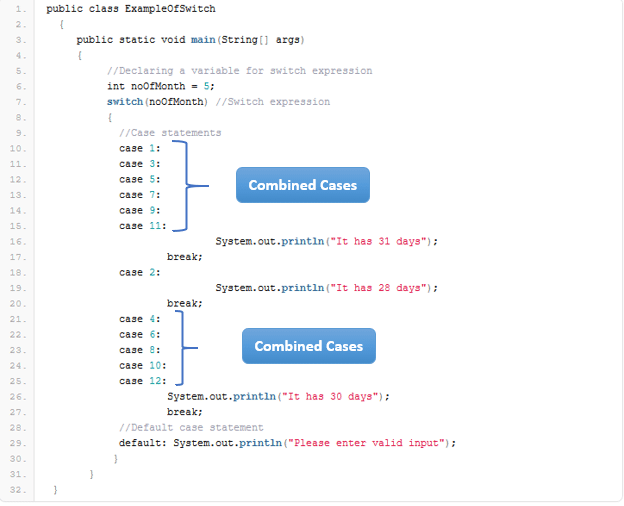 1. public class ExampleOfSwitch
2. {
3. public static void main(String[] args)
4. {
5. //Declaring a variable for switch expression
6. int noOfMonth = 5;
7. switch(noOfMonth) //Switch expression
8. {
9. //Case statements
10. case 1:
11. case 3:
12. case 5:
Combined Cases
13. case 7:
14. case 9:
15. case 11:
16. System.out.println("It has 31 days");
17. break;
18. case 2:
19. System.out.println("It has 28 days");
20. break;
21. case 4:
22. case 6:
23. case 8:
Combined Cases
24. case 10:
25. case 12:
26. System.out.println("It has 30 days");
27. break;
28. //Default case statement
29. default: System.out.println("Please enter valid input");
30. }
31. }
32. }